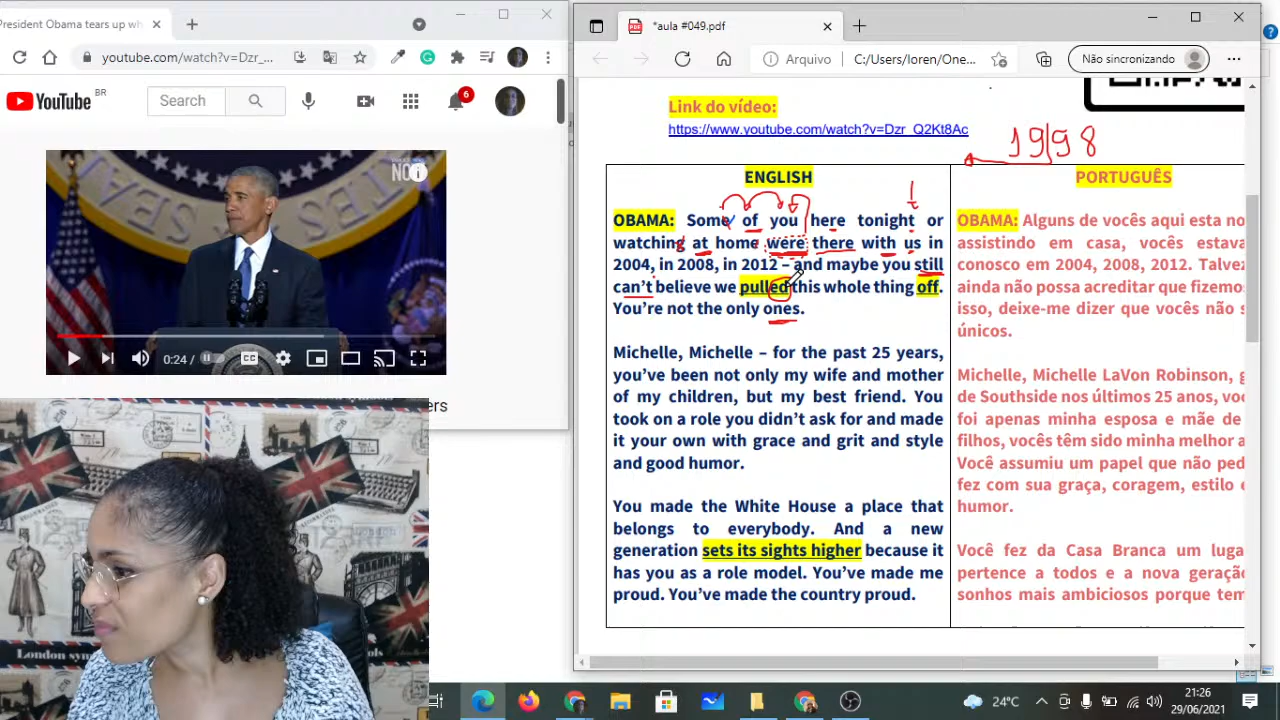 President Obama tears up wh
*aula #049.pdf
youtube.com/watch?v=Dzr_...
Arquivo
C:/Users/loren/One...
Não sincronizando
YouTube BR
Search
6
Link do vídeo:
https://www.youtube.com/watch?v=Dzr_Q2Kt8Ac
19|98
ENGLISH
OBAMA: Some of you here tonight or
watching at home were there with us in
2004, in 2008, in 2012 – and maybe you still
can't believe we pulled this whole thing off.
You're not the only ones.
Michelle, Michelle – for the past 25 years,
you've been not only my wife and mother
of my children, but my best friend. You
took on a role you didn't ask for and made
it your own with grace and grit and style
and good humor.
You made the White House a place that
belongs to everybody. And a new
generation sets its sights higher because it
has you as a role model. You've made me
proud. You've made the country proud.
PORTUGUÊS
OBAMA: Alguns de vocês aqui esta no
assistindo em casa, vocês estava
conosco em 2004, 2008, 2012. Talvez
ainda não possa acreditar que fizemo
isso, deixe-me dizer que vocês não s
únicos.
Michelle, Michelle LaVon Robinson, g
de Southside nos últimos 25 anos, voc
foi apenas minha esposa e mãe de
filhos, vocês têm sido minha melhor a
Você assumiu um papel que não ped
fez com sua graça, coragem, estilo e
humor.
Você fez da Casa Branca um luga
pertence a todos e a nova geração
sonhos mais ambiciosos porque tem
NO
0:24 /
CC
ers
London sym
24°C
21:26
29/06/2021